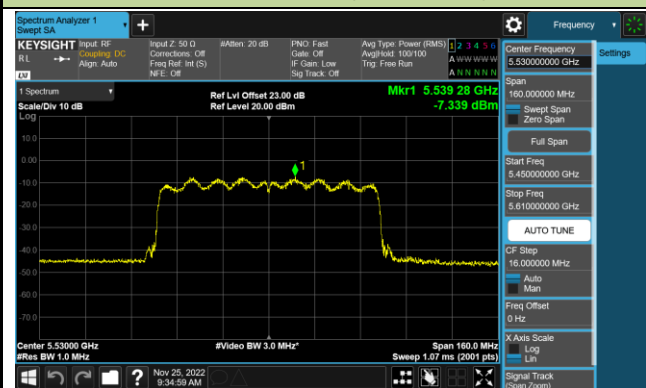 Spectrum Analyzer 1
Swept SA
Frequency
KEYSIGHT
RL
LXI
Input: RF
Coupling: DC
Align: Auto
Input Z: 50 Ω
Corrections: Off
Freq Ref: Int (S)
NFE: Off
#Atten: 20 dB
PNO: Fast
Gate: Off
IF Gain: Low
Sig Track: Off
Avg Type: Power (RMS)
Avg|Hold: 100/100
Trig: Free Run
1 2 3 4 5 6
A W W W W W
A N N N N N
1 Spectrum
Scale/Div 10 dB
Log
Ref Lvl Offset 23.00 dB
Ref Level 20.00 dBm
Mkr1 5.539 28 GHz
-7.339 dBm
10.0
0.00
-10.0
-20.0
-30.0
-40.0
-50.0
-60.0
-70.0
1
Center 5.53000 GHz
#Res BW 1.0 MHz
#Video BW 3.0 MHz*
Span 160.0 MHz
Sweep 1.07 ms (2001 pts)
Nov 25, 2022
9:34:59 AM
Center Frequency
5.530000000 GHz
Settings
Span
160.000000 MHz
Swept Span
Zero Span
Full Span
Start Freq
5.450000000 GHz
Stop Freq
5.610000000 GHz
AUTO TUNE
CF Step
16.000000 MHz
Auto
Man
Freq Offset
0 Hz
X Axis Scale
Log
Lin
Signal Track
(Span Zoom)